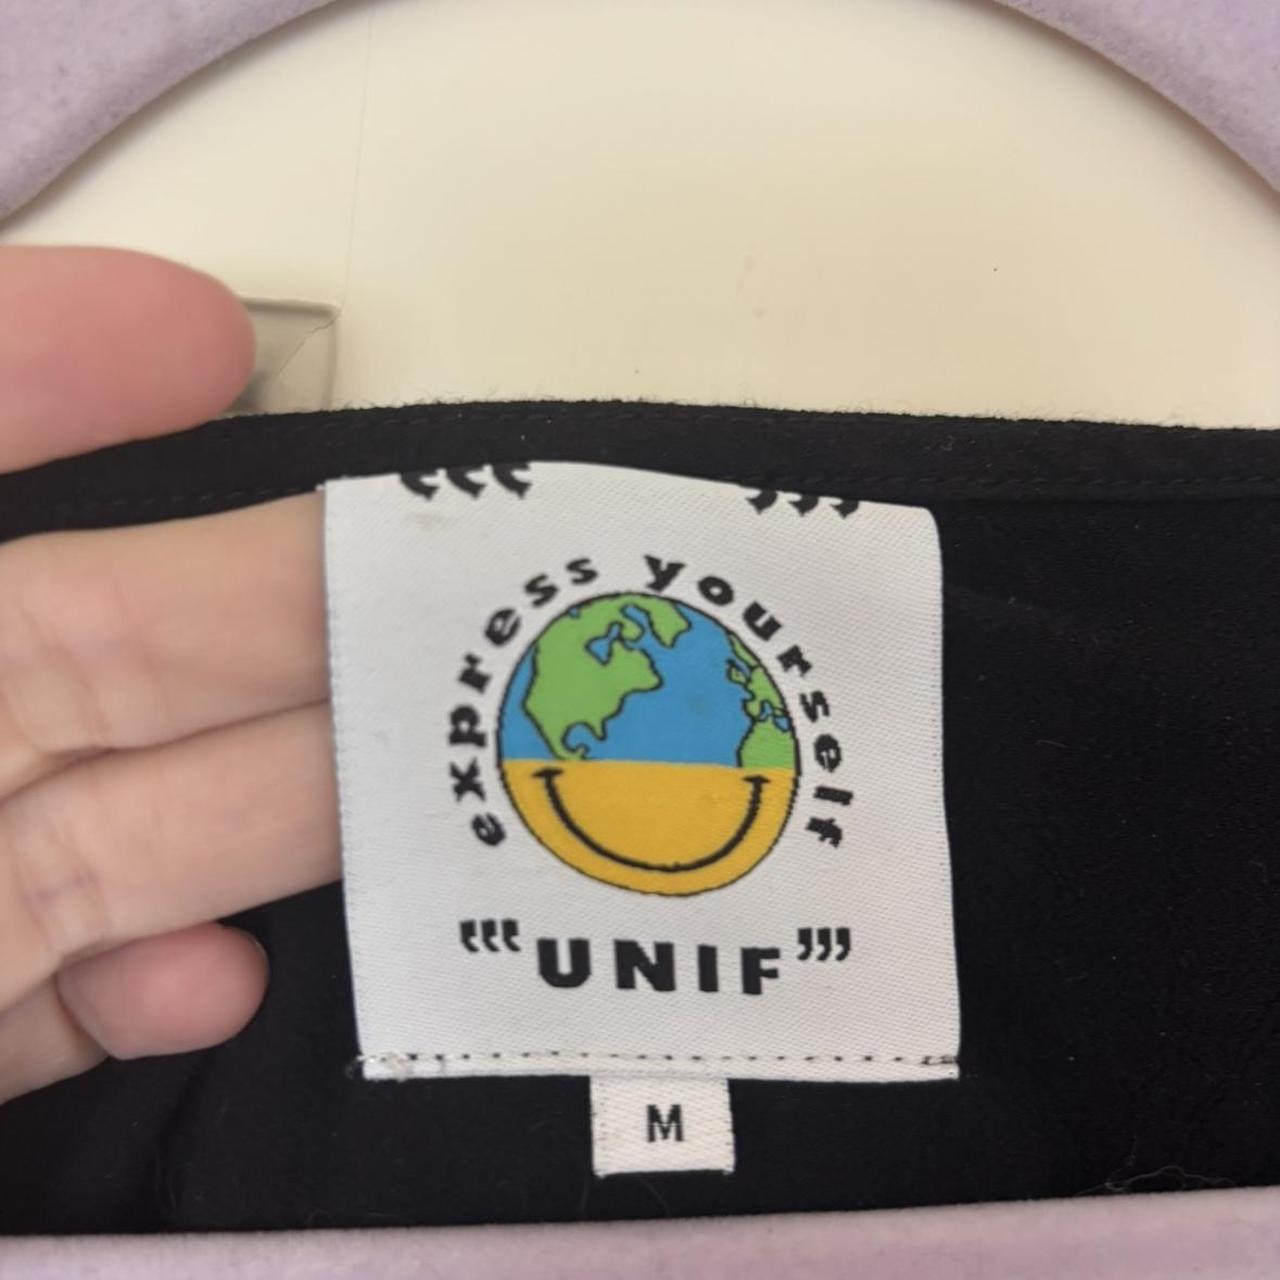 ‘‘‘ ’’’
express yourself
‘‘‘UNIF’’’
M